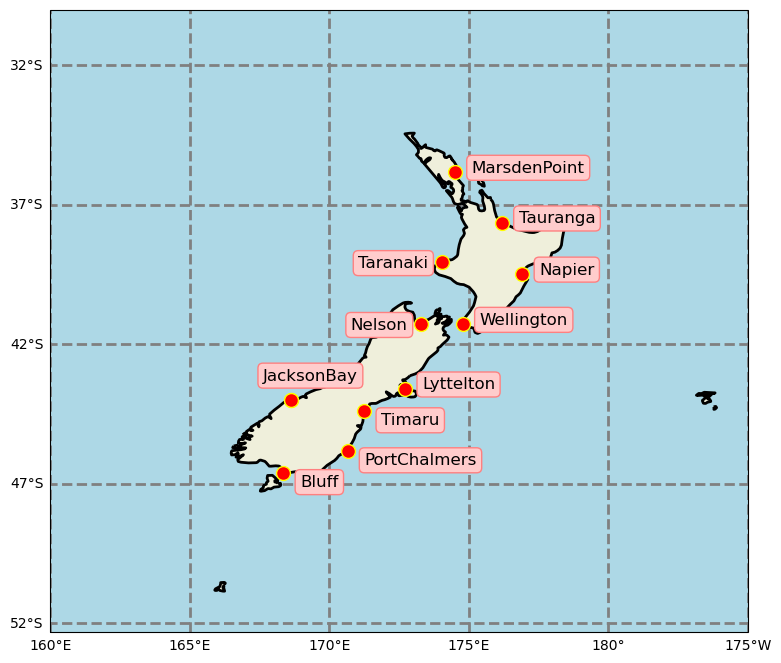 32°S
MarsdenPoint
37°S
Tauranga
Taranaki
Napier
Wellington
Nelson
42°S
JacksonBay
Lyttelton
Timaru
PortChalmers
47°S
Bluff
52°S
160°E 165°E 170°E 175°E 180° 175°W